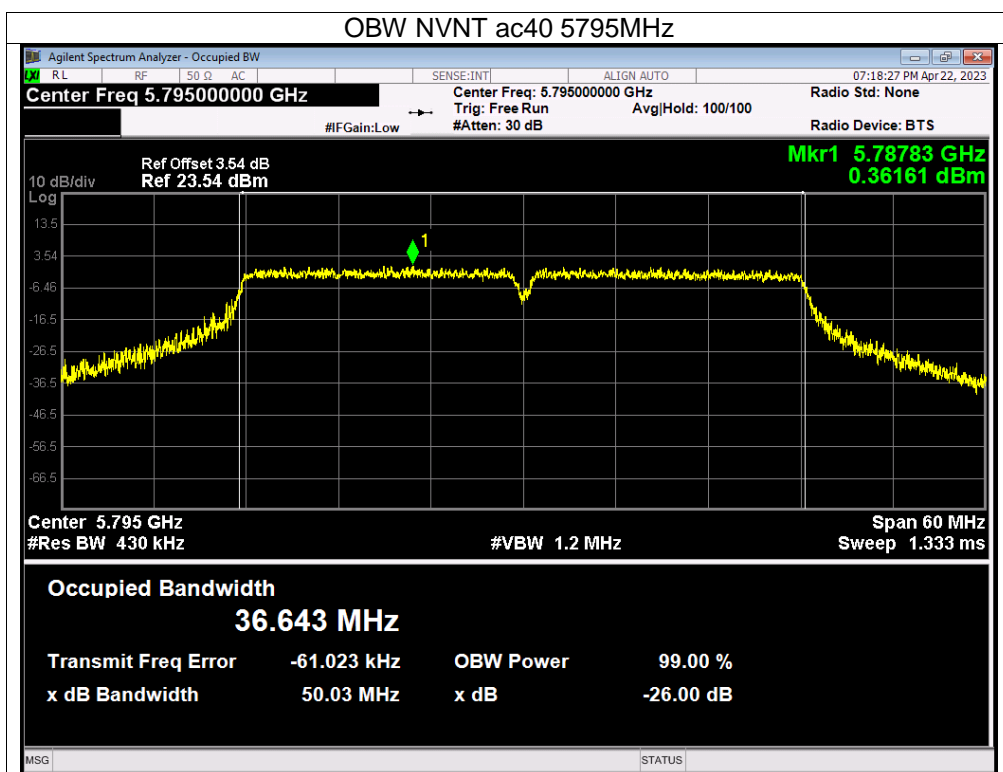 OBW NVNT ac40 5795MHz
Agilent Spectrum Analyzer - Occupied BW
LXI RL RF 50 Ω AC SENSE:INT ALIGN AUTO 07:18:27 PM Apr 22, 2023
Center Freq 5.795000000 GHz Center Freq: 5.795000000 GHz Radio Std: None
Trig: Free Run Avg|Hold: 100/100
#IFGain:Low #Atten: 30 dB Radio Device: BTS
Mkr1 5.78783 GHz
0.36161 dBm
Ref Offset 3.54 dB
10 dB/div Ref 23.54 dBm
Log
13.5
1
3.54
-6.46
-16.5
-26.5
-36.5
-46.5
-56.5
-66.5
Center 5.795 GHz Span 60 MHz
#Res BW 430 kHz #VBW 1.2 MHz Sweep 1.333 ms
Occupied Bandwidth
36.643 MHz
Transmit Freq Error -61.023 kHz OBW Power 99.00 %
x dB Bandwidth 50.03 MHz x dB -26.00 dB
MSG STATUS